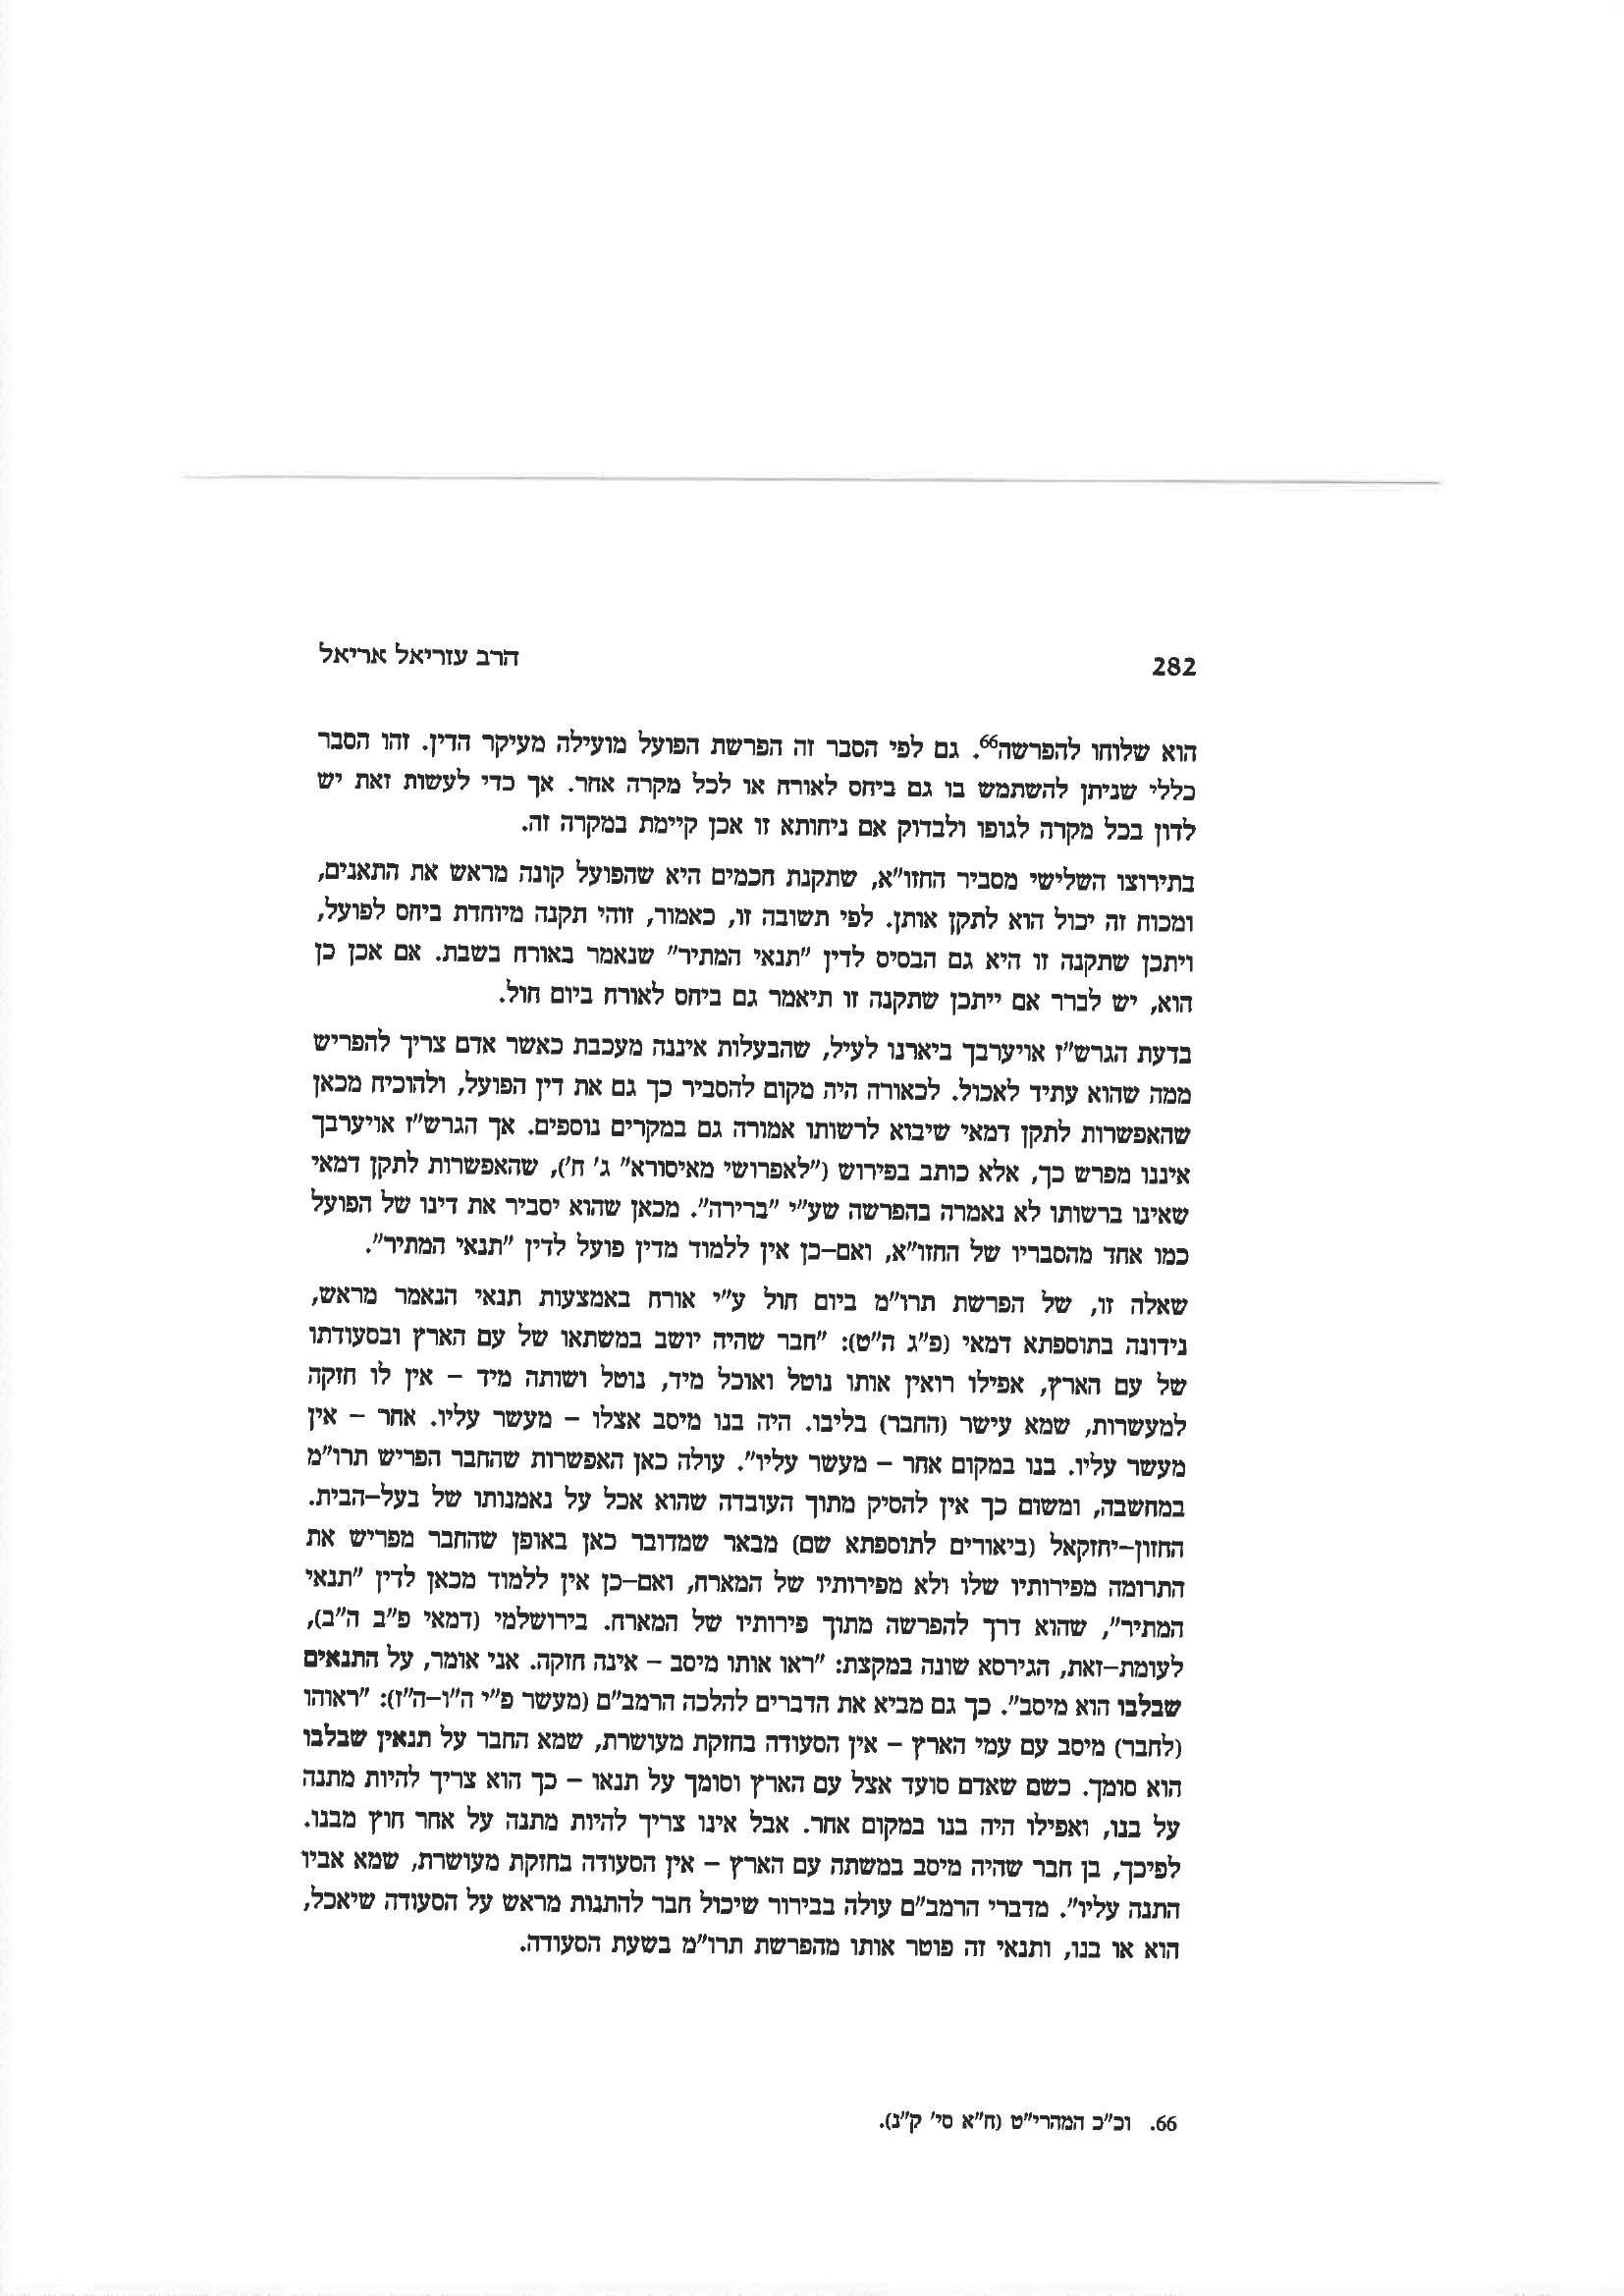 282
הרב עזריאל אריאל
הוא שלוחו להפרשה66. גם לפי הסבר זה הפרשת הפועל מועילה מעיקר הדין. זהו הסבר
כללי שניתן להשתמש בו גם ביחס לאורח או לכל מקרה אחר. אך כדי לעשות זאת יש
לדון בכל מקרה לגופו ולבדוק אם ניחותא זו אכן קיימת במקרה זה.
בתירוצו השלישי מסביר החזו"א, שתקנת חכמים היא שהפועל קונה מראש את התאנים,
ומכוח זה יכול הוא לתקן אותן. לפי תשובה זו, כאמור, זוהי תקנה מיוחדת ביחס לפועל,
ויתכן שתקנה זו היא גם הבסיס לדין "תנאי המתיר" שנאמר באורח בשבת. אם אכן כן
הוא, יש לברר אם ייתכן שתקנה זו תיאמר גם ביחס לאורח ביום חול.
בדעת הגרש"ז אויערבך ביארנו לעיל, שהבעלות איננה מעכבת כאשר אדם צריך להפריש
ממה שהוא עתיד לאכול. לכאורה היה מקום להסביר כך גם את דין הפועל, ולהוכיח מכאן
שהאפשרות לתקן דמאי שיבוא לרשותו אמורה גם במקרים נוספים. אך הגרש"ז אויערבך
איננו מפרש כך, אלא כותב בפירוש ("לאפרושי מאיסורא" ג' ח'), שהאפשרות לתקן דמאי
שאינו ברשותו לא נאמרה בהפרשה שע"י "ברירה". מכאן שהוא יסביר את דינו של הפועל
כמו אחד מהסבריו של החזו"א, ואם–כן אין ללמוד מדין פועל לדין "תנאי המתיר".
שאלה זו, של הפרשת תרו"מ ביום חול ע"י אורח באמצעות תנאי הנאמר מראש,
נידונה בתוספתא דמאי (פ"ג ה"ט): "חבר שהיה יושב במשתאו של עם הארץ ובסעודתו
של עם הארץ, אפילו רואין אותו נוטל ואוכל מיד, נוטל ושותה מיד – אין לו חזקה
למעשרות, שמא עישר (החבר) בליבו. היה בנו מיסב אצלו – מעשר עליו. אחר – אין
מעשר עליו. בנו במקום אחר – מעשר עליו". עולה כאן האפשרות שהחבר הפריש תרו"מ
במחשבה, ומשום כך אין להסיק מתוך העובדה שהוא אכל על נאמנותו של בעל–הבית.
החזון–יחזקאל (ביאורים לתוספתא שם) מבאר שמדובר כאן באופן שהחבר מפריש את
התרומה מפירותיו שלו ולא מפירותיו של המארח, ואם–כן אין ללמוד מכאן לדין "תנאי
המתיר", שהוא דרך להפרשה מתוך פירותיו של המארח. בירושלמי (דמאי פ"ב ה"ב),
לעומת–זאת, הגירסא שונה במקצת: "ראו אותו מיסב – אינה חזקה. אני אומר, על התנאים
שבלבו הוא מיסב". כך גם מביא את הדברים להלכה הרמב"ם (מעשר פ"י ה"ו–ה"ז): "ראוהו
(לחבר) מיסב עם עמי הארץ – אין הסעודה בחזקת מעושרת, שמא החבר על תנאין שבלבו
הוא סומך. כשם שאדם סועד אצל עם הארץ וסומך על תנאו – כך הוא צריך להיות מתנה
על בנו, ואפילו היה בנו במקום אחר. אבל אינו צריך להיות מתנה על אחר חוץ מבנו.
לפיכך, בן חבר שהיה מיסב במשתה עם הארץ – אין הסעודה בחזקת מעושרת, שמא אביו
התנה עליו". מדברי הרמב"ם עולה בבירור שיכול חבר להתנות מראש על הסעודה שיאכל,
הוא או בנו, ותנאי זה פוטר אותו מהפרשת תרו"מ בשעת הסעודה.
66. וכ"כ המהרי"ט (ח"א סי' ק"נ).